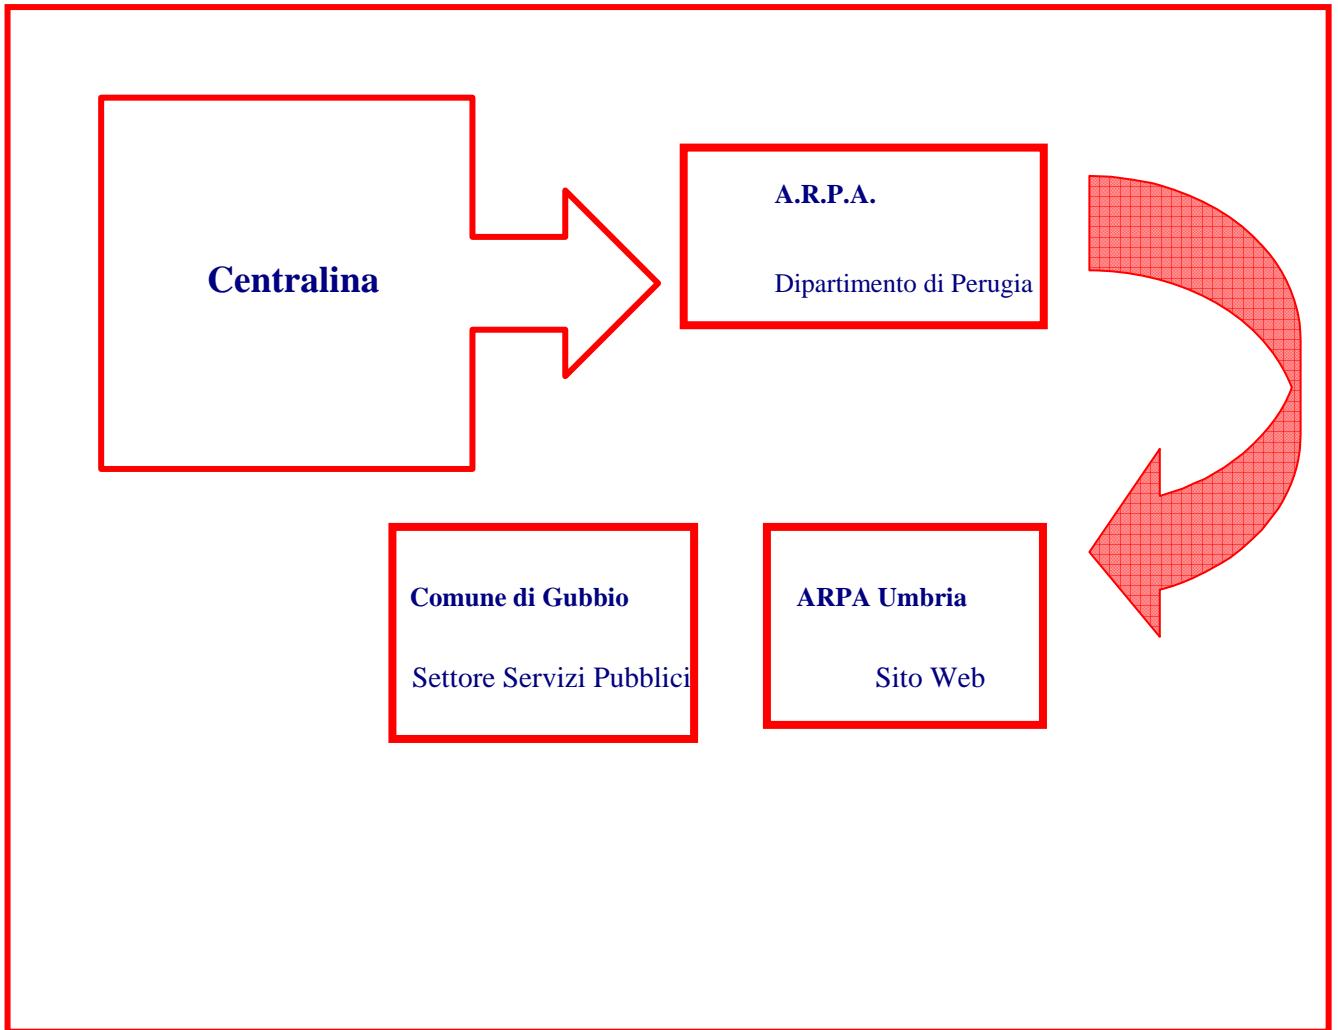 Centralina
A.R.P.A.
Dipartimento di Perugia
Comune di Gubbio
Settore Servizi Pubblici
ARPA Umbria
Sito Web